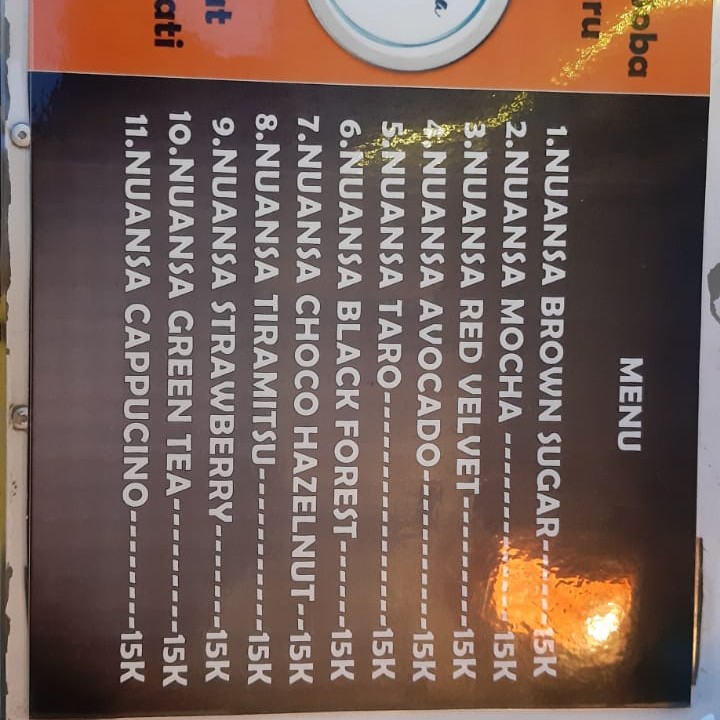 MENU
1.NUANSA BROWN SUGAR------15K
2.NUANSA MOCHA --------------15K
3.NUANSA RED VELVET----------15K
4.NUANSA AVOCADO------------15K
5.NUANSA TARO-----------------15K
6.NUANSA BLACK FOREST------15K
7.NUANSA CHOCO HAZELNUT--15K
8.NUANSA TIRAMITSU-----------15K
9.NUANSA STRAWBERRY-------15K
10.NUANSA GREEN TEA---------15K
11.NUANSA CAPPUCINO--------15K